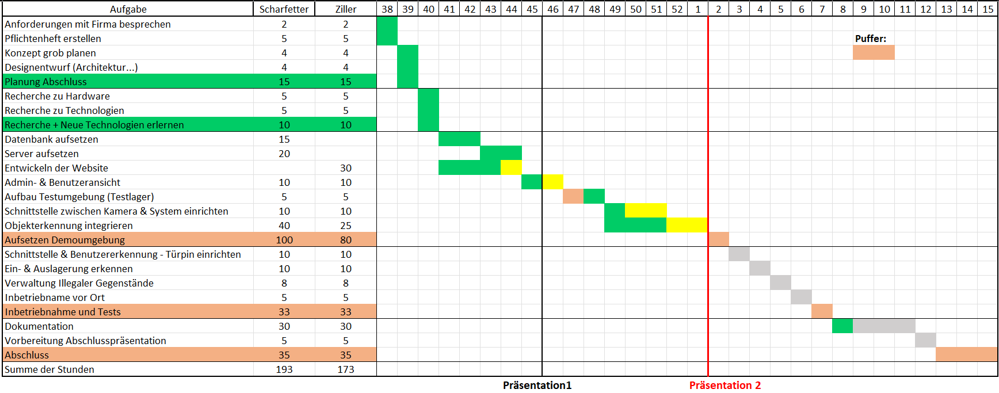 Aufgabe Scharfetter Ziller 38 39 40 41 42 43 44 45 46 47 48 49 50 51 52 1 2 3 4 5 6 7 8 9 10 11 12 13 14 15
Anforderungen mit Firma besprechen 2 2
Pflichtenheft erstellen 5 5 Puffer:
Konzept grob planen 4 4
Designentwurf (Architektur...) 4 4
Planung Abschluss 15 15
Recherche zu Hardware 5 5
Recherche zu Technologien 5 5
Recherche + Neue Technologien erlernen 10 10
Datenbank aufsetzen 15
Server aufsetzen 20
Entwickeln der Website 30
Admin- & Benutzeransicht 10 10
Aufbau Testumgebung (Testlager) 5 5
Schnittstelle zwischen Kamera & System einrichten 10 10
Objekterkennung integrieren 40 25
Aufsetzen Demoumgebung 100 80
Schnittstelle & Benutzererkennung - Türpin einrichten 10 10
Ein- & Auslagerung erkennen 10 10
Verwaltung Illegaler Gegenstände 8 8
Inbetriebname vor Ort 5 5
Inbetriebnahme und Tests 33 33
Dokumentation 30 30
Vorbereitung Abschlusspräsentation 5 5
Abschluss 35 35
Summe der Stunden 193 173
Präsentation1 Präsentation 2